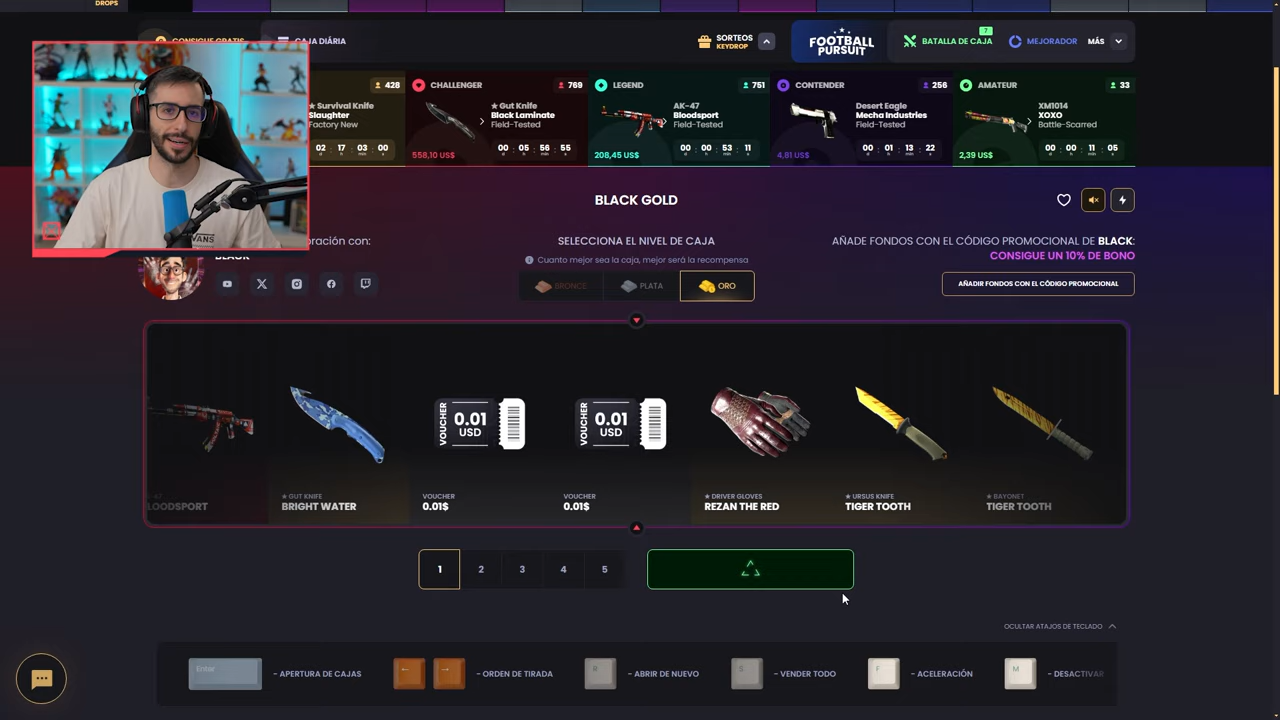 DROPS
CONSIGUE GRATIS
CAJA DIÁRIA
SORTEOS
KEYDROP
FOOTBALL
PURSUIT
7
BATALLA DE CAJA
MEJORADOR
MÁS
428
★ Survival Knife
Slaughter
Factory New
02 17 03 00
CHALLENGER
769
★ Gut Knife
Black Laminate
Field-Tested
558,10 US$
00 05 56 55
LEGEND
751
AK-47
Bloodsport
Field-Tested
208,45 US$
00 00 53 11
CONTENDER
256
Desert Eagle
Mecha Industries
Field-Tested
4,81 US$
00 01 13 22
AMATEUR
33
XM1014
XOXO
Battle-Scarred
2,39 US$
00 00 11 05
VANS
BLACK GOLD
ración con:
BLACK
SELECCIONA EL NIVEL DE CAJA
Cuanto mejor sea la caja, mejor será la recompensa
BRONCE
PLATA
ORO
AÑADE FONDOS CON EL CÓDIGO PROMOCIONAL DE BLACK:
CONSIGUE UN 10% DE BONO
AÑADIR FONDOS CON EL CÓDIGO PROMOCIONAL
VOUCHER
0.01
USD
VOUCHER
0.01
USD
-47
LOODSPORT
★ GUT KNIFE
BRIGHT WATER
VOUCHER
0.01$
VOUCHER
0.01$
★ DRIVER GLOVES
REZAN THE RED
★ URSUS KNIFE
TIGER TOOTH
★ BAYONET
TIGER TOOTH
1 2 3 4 5
OCULTAR ATAJOS DE TECLADO
Enter
- APERTURA DE CAJAS
← →
- ORDEN DE TIRADA
R
- ABRIR DE NUEVO
S
- VENDER TODO
F
- ACELERACIÓN
M
- DESACTIVAR